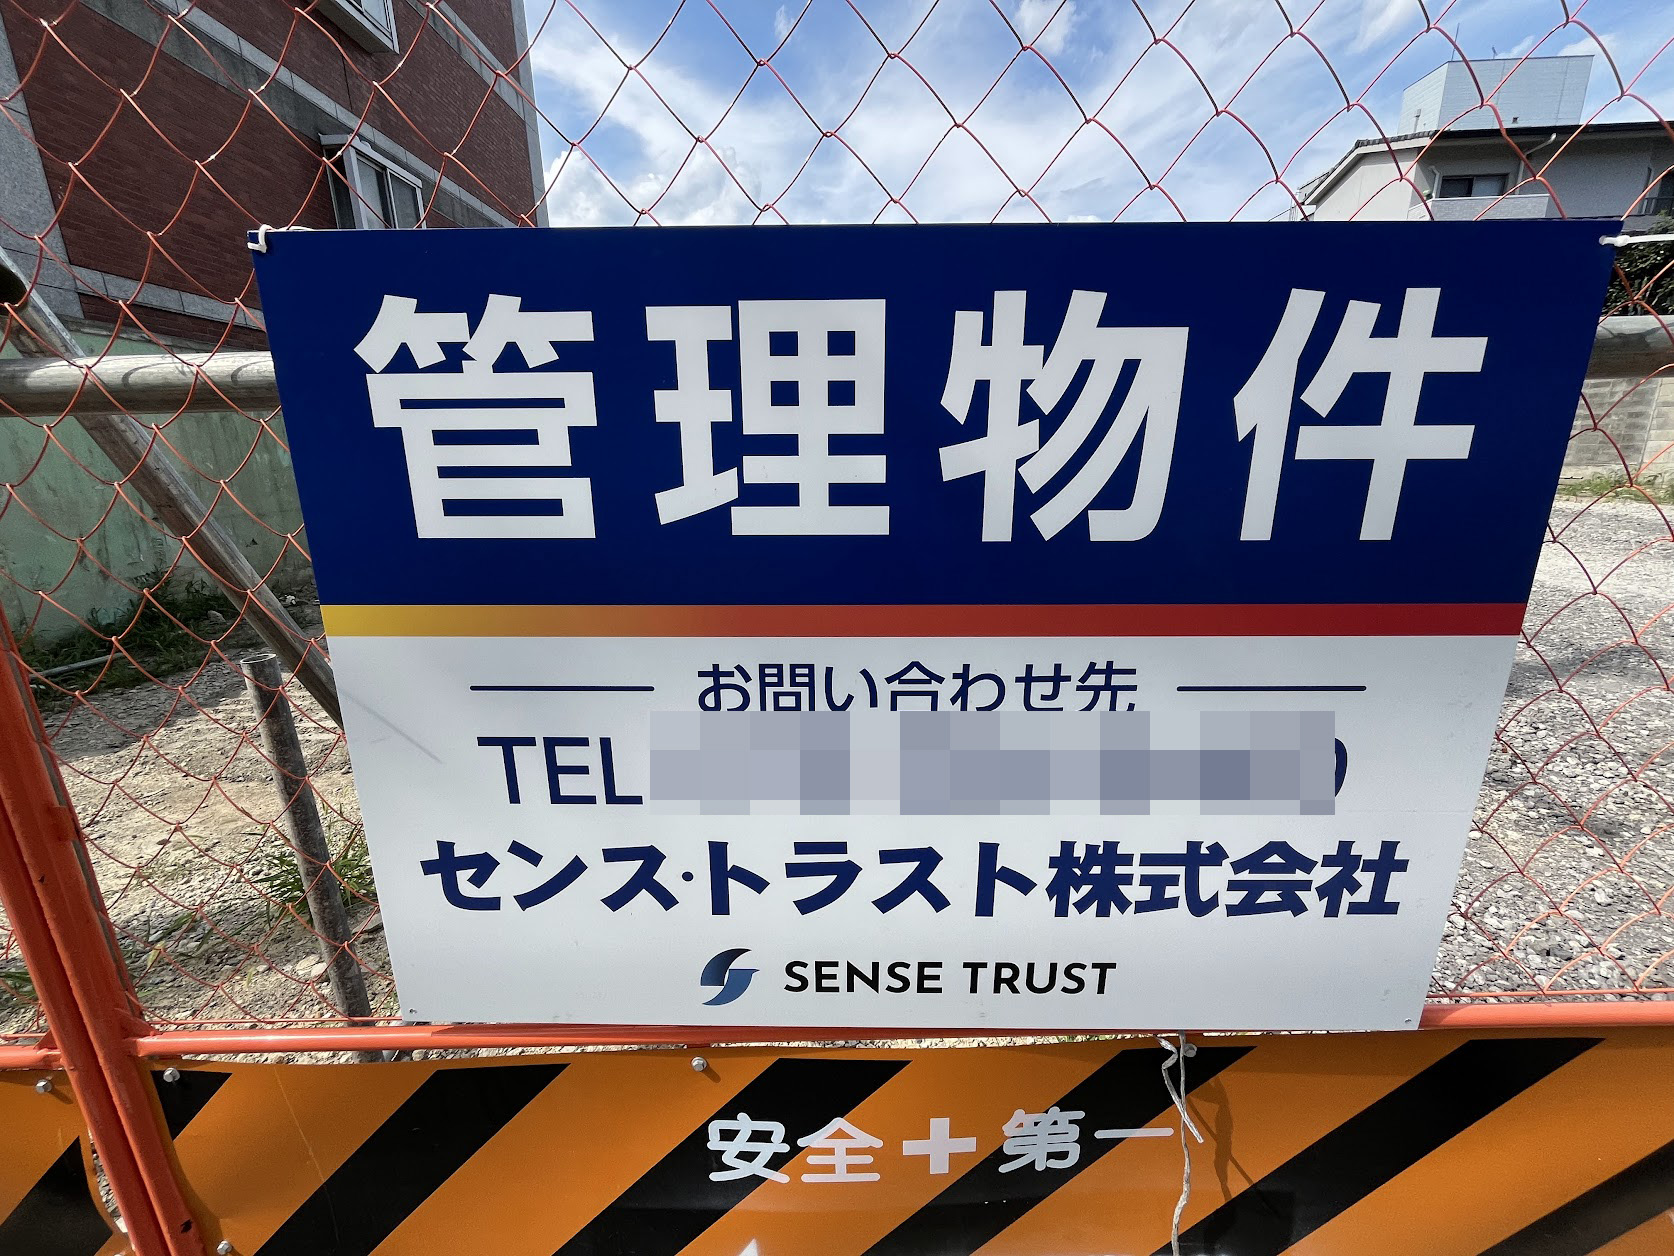 管理物件
お問い合わせ先
TEL
センス・トラスト株式会社
SENSE TRUST
安全+第一